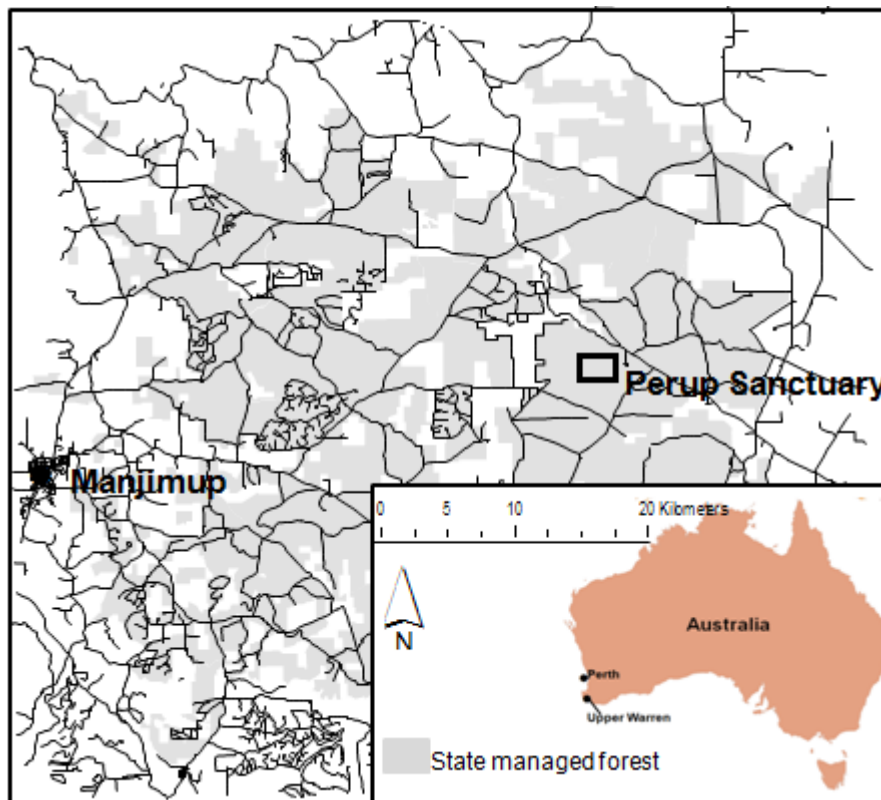 Perup Sanctuary
Manjimup
0 5 10 20 Kilometers
N
Australia
Perth
Upper Warren
State managed forest